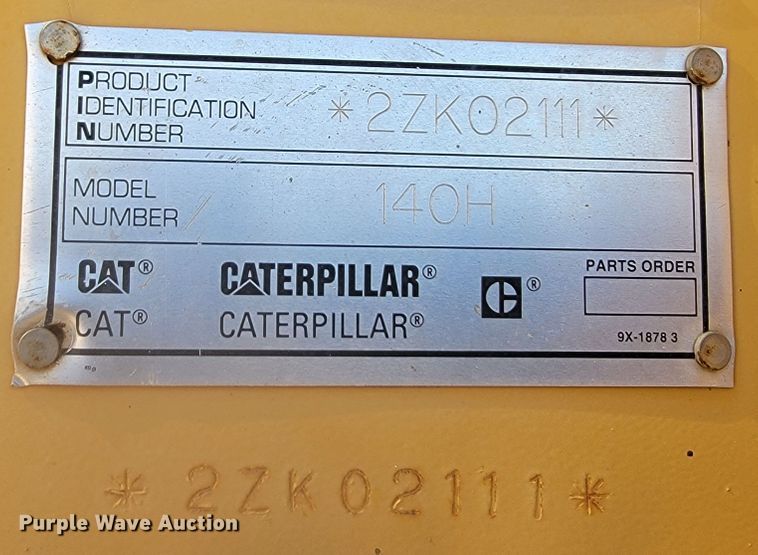 PRODUCT
IDENTIFICATION
NUMBER
*2ZK02111*
MODEL
NUMBER
140H
CAT® CATERPILLAR® C®
CAT® CATERPILLAR®
PARTS ORDER
9X-1878 3
*2ZK02111*
Purple Wave Auction